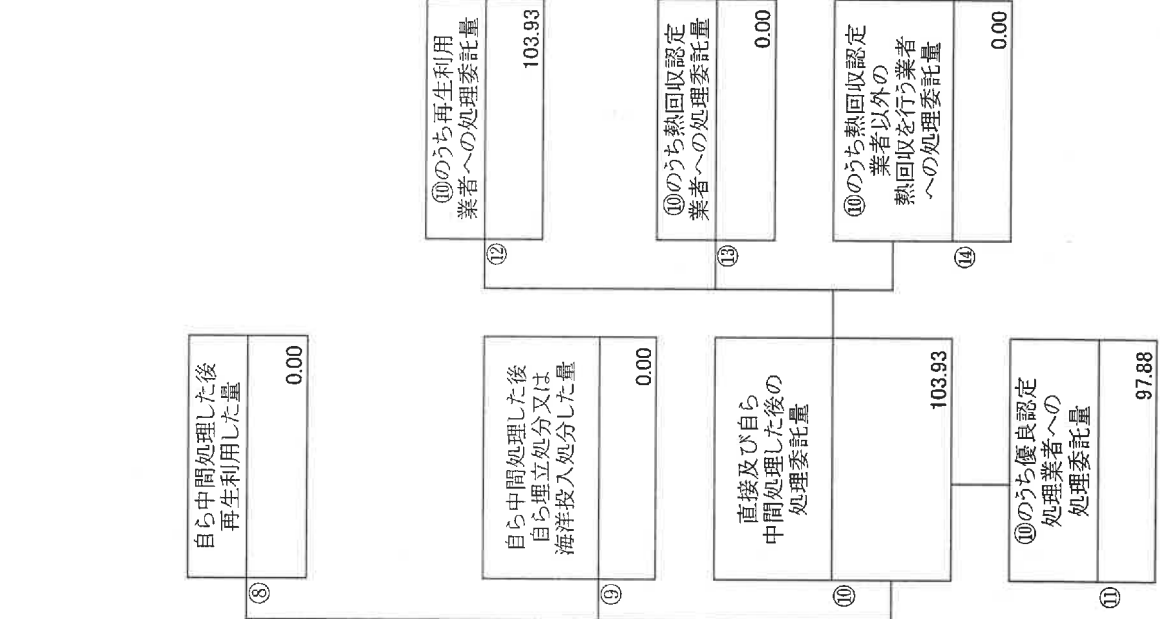 自ら中間処理した後
再生利用した量
0.00
⑧
自ら中間処理した後
自ら埋立処分又は
海洋投入処分した量
0.00
⑨
直接及び自ら
中間処理した後の
処理委託量
103.93
⑩
⑩のうち優良認定
処理業者への
処理委託量
97.88
⑪
⑩のうち再生利用
業者への処理委託量
103.93
⑫
⑩のうち熱回収認定
業者への処理委託量
0.00
⑬
⑩のうち熱回収認定
業者以外の
熱回収を行う業者
への処理委託量
0.00
⑭